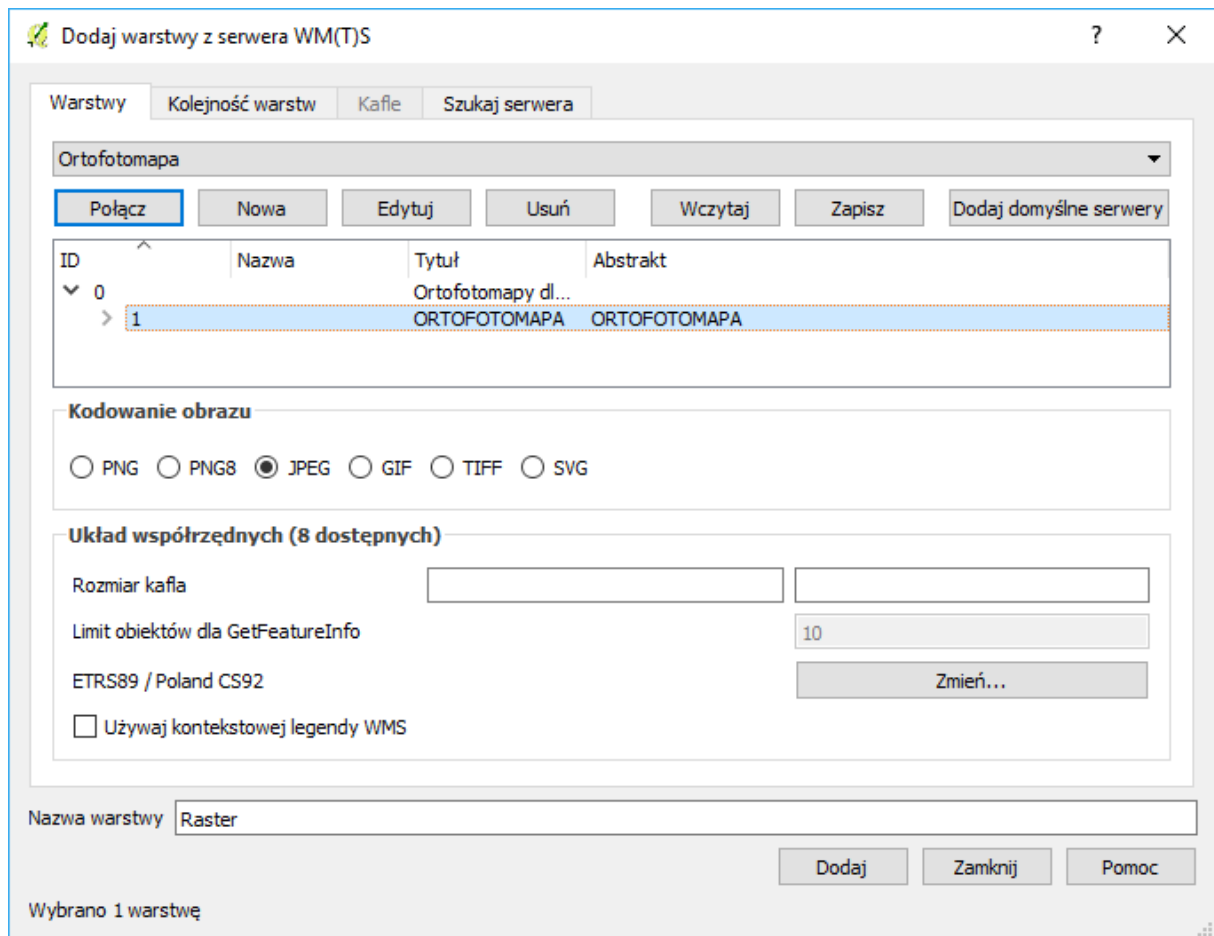 Dodaj warstwy z serwera WM(T)S ?
Warstwy Kolejność warstw Kafle Szukaj serwera
Ortofotomapa
Połącz Nowa Edytuj Usuń Wczytaj Zapisz Dodaj domyślne serwery
ID Nazwa Tytuł Abstrakt
0 Ortofotomapy dl...
1 ORTOFOTOMAPA ORTOFOTOMAPA
Kodowanie obrazu
PNG PNG8 JPEG GIF TIFF SVG
Układ współrzędnych (8 dostępnych)
Rozmiar kafla
Limit obiektów dla GetFeatureInfo 10
ETRS89 / Poland CS92 Zmień...
Używaj kontekstowej legendy WMS
Nazwa warstwy Raster
Dodaj Zamknij Pomoc
Wybrano 1 warstwę